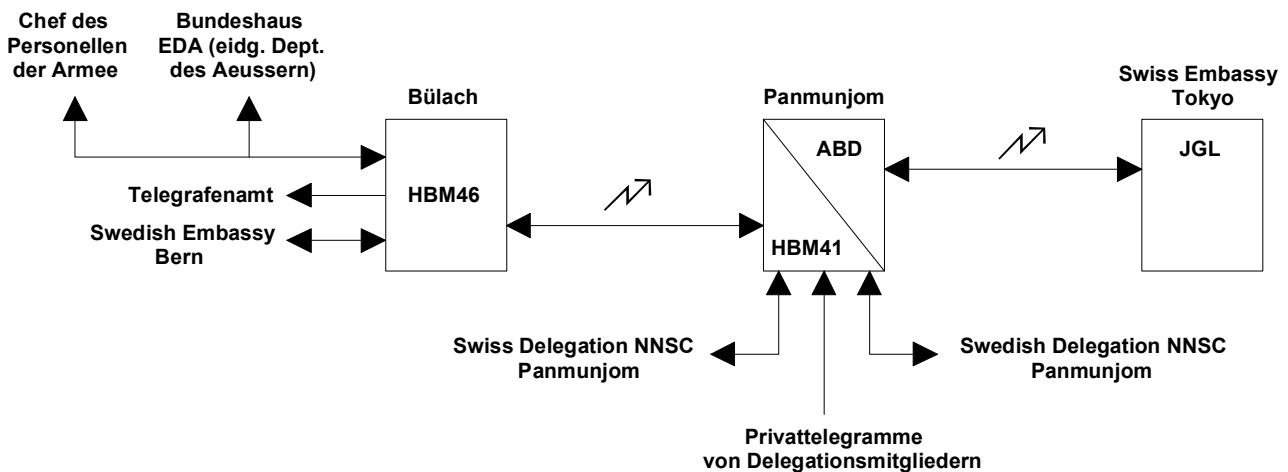 Chef des
Personellen
der Armee
Bundeshaus
EDA (eidg. Dept.
des Aeussern)
Bülach
Panmunjom
Swiss Embassy
Tokyo
HBM46
ABD
HBM41
JGL
Telegrafenamt
Swedish Embassy
Bern
Swiss Delegation NNSC
Panmunjom
Swedish Delegation NNSC
Panmunjom
Privattelegramme
von Delegationsmitgliedern